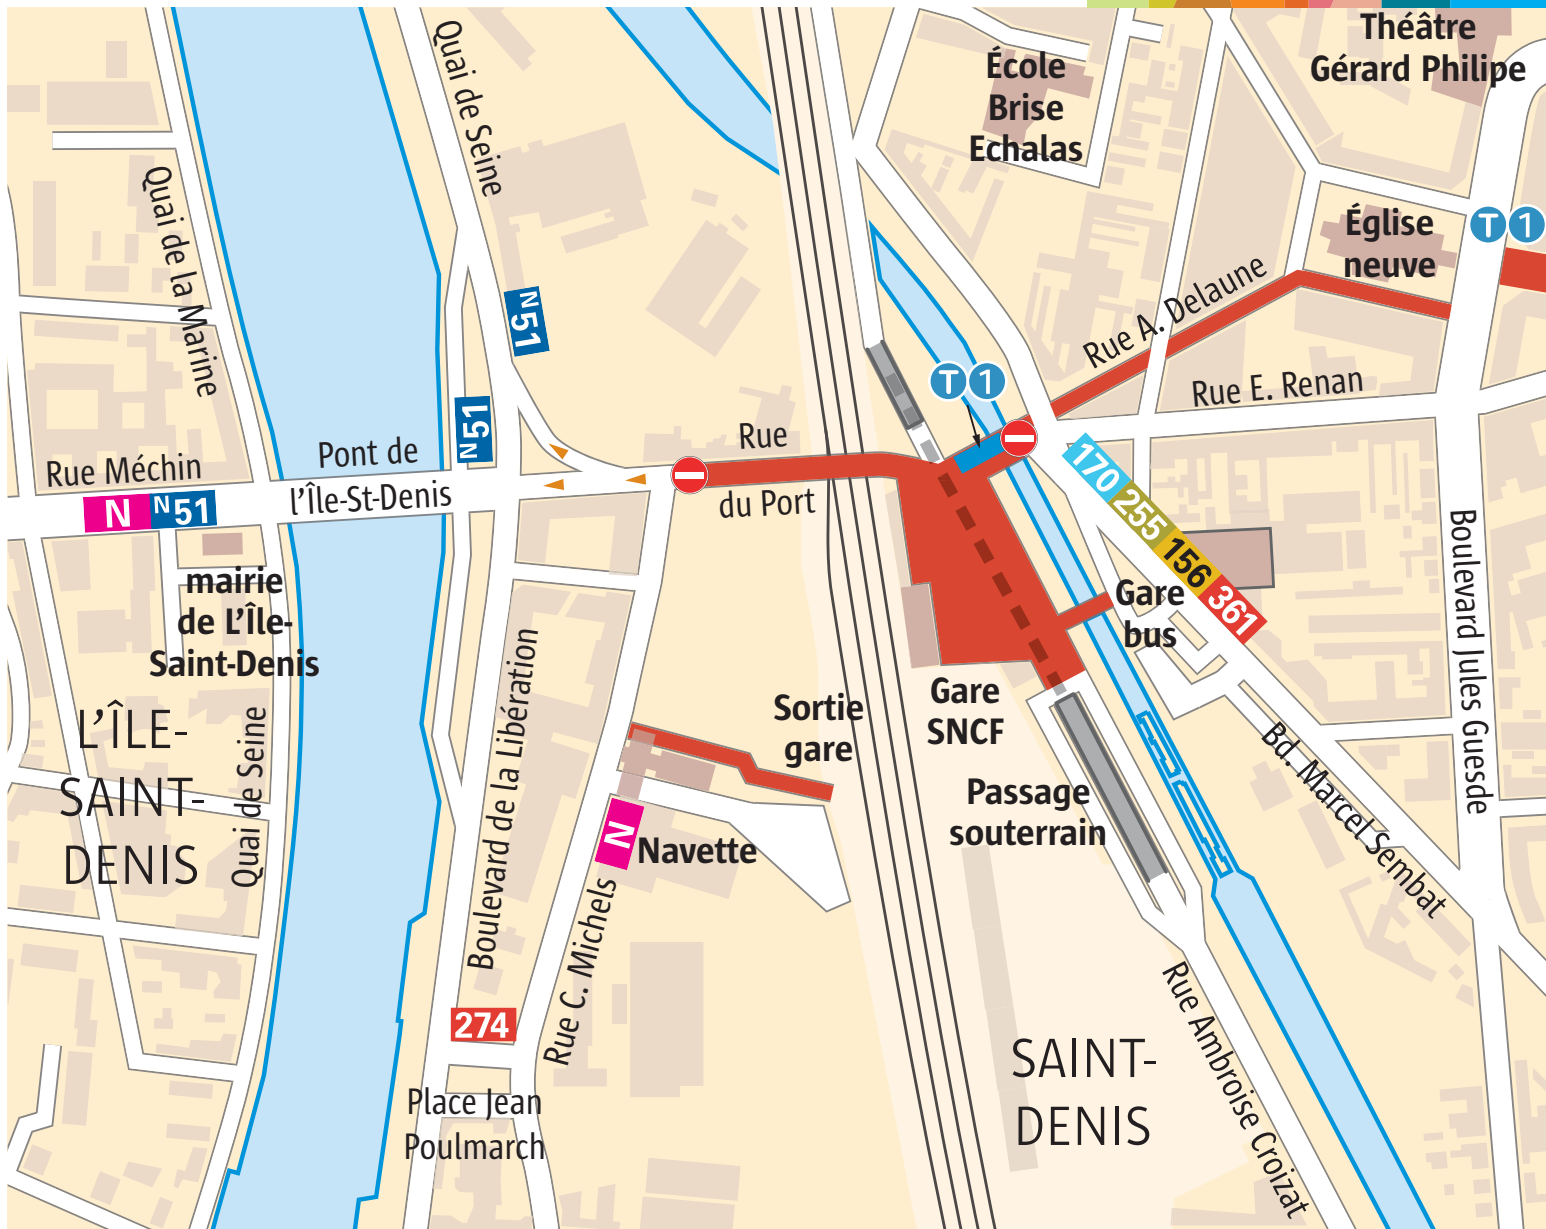 Théâtre
Gérard Philipe
École
Brise
Echalas
Quai de Seine
Quai de la Marine
Église
neuve
T 1
N51
Rue A. Delaune
T 1
Rue E. Renan
N51
Rue
du Port
Pont de
l'Île-St-Denis
Rue Méchin
N N51
170
255
156
361
mairie
de L'Île-
Saint-Denis
Gare
bus
Boulevard Jules Guesde
L'ÎLE-
SAINT-
DENIS
Quai de Seine
Boulevard de la Libération
Sortie
gare
Gare
SNCF
Passage
souterrain
Bd. Marcel Sembat
N
Navette
Rue C. Michels
274
Place Jean
Poulmarch
SAINT-
DENIS
Rue Ambroise Croizat